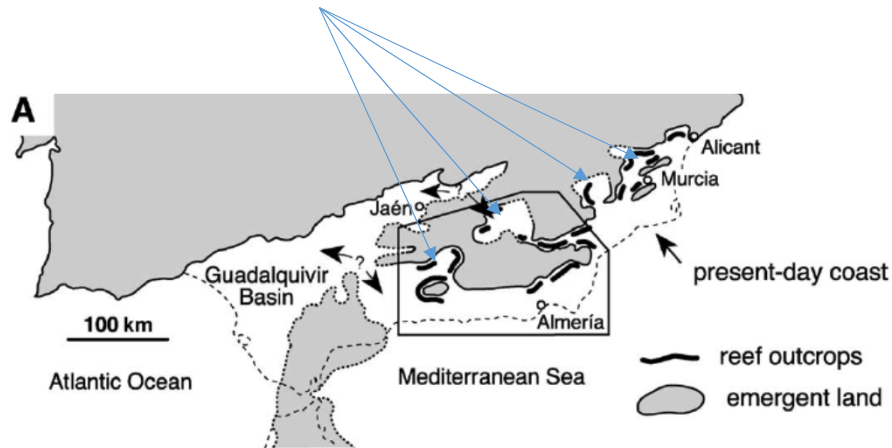 A
Alicant
Murcia
Jaén
?
?
Guadalquivir
Basin
present-day coast
100 km
Almería
reef outcrops
Atlantic Ocean
Mediterranean Sea
emergent land